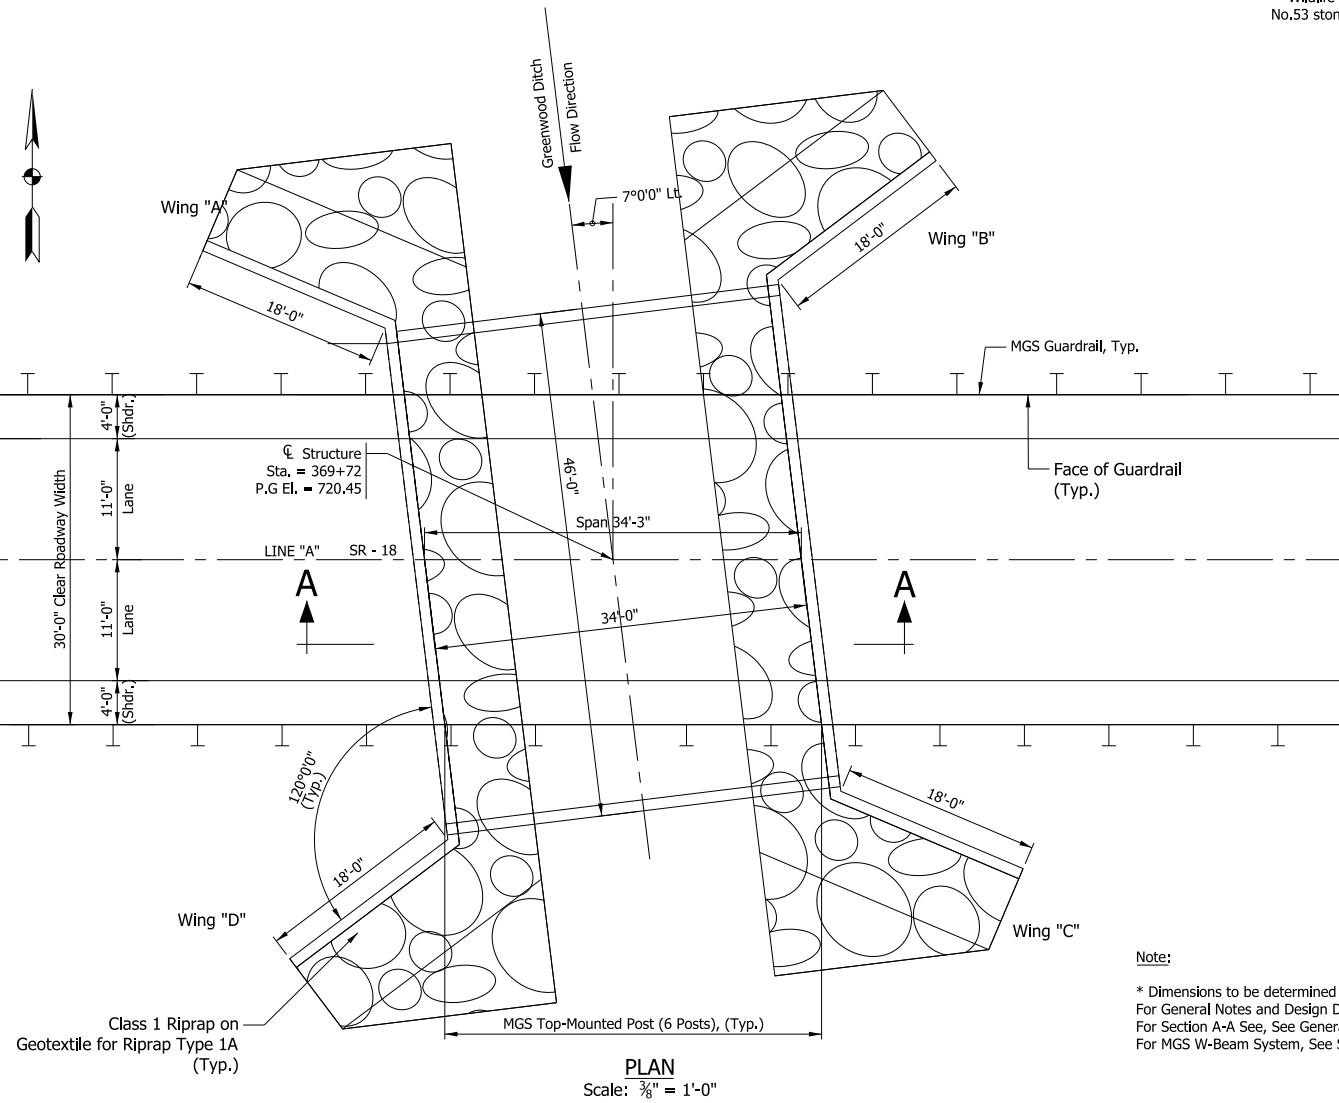 Wildlife
No.53 ston
Greenwood Ditch
Flow Direction
7°0'0" Lt.
Wing "A"
18'-0"
18'-0"
Wing "B"
MGS Guardrail, Typ.
4'-0"
(Shdr.)
℄ Structure
Sta. = 369+72
P.G El. = 720.45
46'-0"
Face of Guardrail
(Typ.)
11'-0"
Lane
30'-0" Clear Roadway Width
Span 34'-3"
LINE "A" SR - 18
A
A
11'-0"
Lane
34'-0"
4'-0"
(Shdr.)
120°0'0"
(Typ.)
18'-0"
18'-0"
Wing "D"
Wing "C"
Note:
* Dimensions to be determined
For General Notes and Design D
For Section A-A See, See Genera
For MGS W-Beam System, See S
Class 1 Riprap on
Geotextile for Riprap Type 1A
(Typ.)
MGS Top-Mounted Post (6 Posts), (Typ.)
PLAN
Scale: ⅜" = 1'-0"